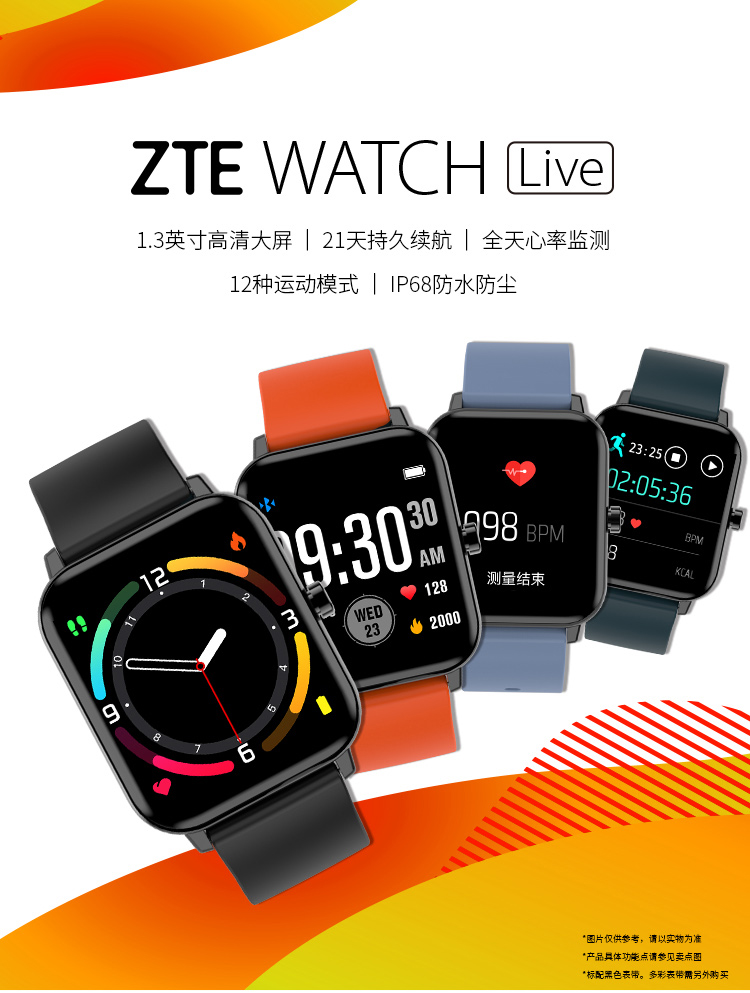 ZTE WATCH Live
1.3英寸高清大屏 | 21天持久续航 | 全天心率监测
12种运动模式 | IP68防水防尘
12
1
2
3
4
5
6
7
8
9
10
11
09:30
30
AM
WED
23
128
2000
098 BPM
测量结束
23:25
02:05:36
BPM
KCAL
*图片仅供参考，请以实物为准
*产品具体功能点请参见卖点图
*标配黑色表带。多彩表带需另外购买